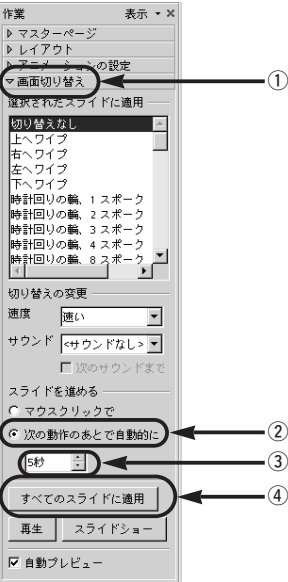 作業 表示
マスターページ
レイアウト
アニメーションの設定
画面切り替え ①
選択されたスライドに適用
切り替えなし
上へワイプ
右へワイプ
左へワイプ
下へワイプ
時計回りの輪、1 スポーク
時計回りの輪、2 スポーク
時計回りの輪、3 スポーク
時計回りの輪、4 スポーク
時計回りの輪、8 スポーク
切り替えの変更
速度 速い
サウンド <サウンドなし>
次のサウンドまで
スライドを進める
マウスクリックで
次の動作のあとで自動的に ②
5秒 ③
すべてのスライドに適用 ④
再生 スライドショー
自動プレビュー